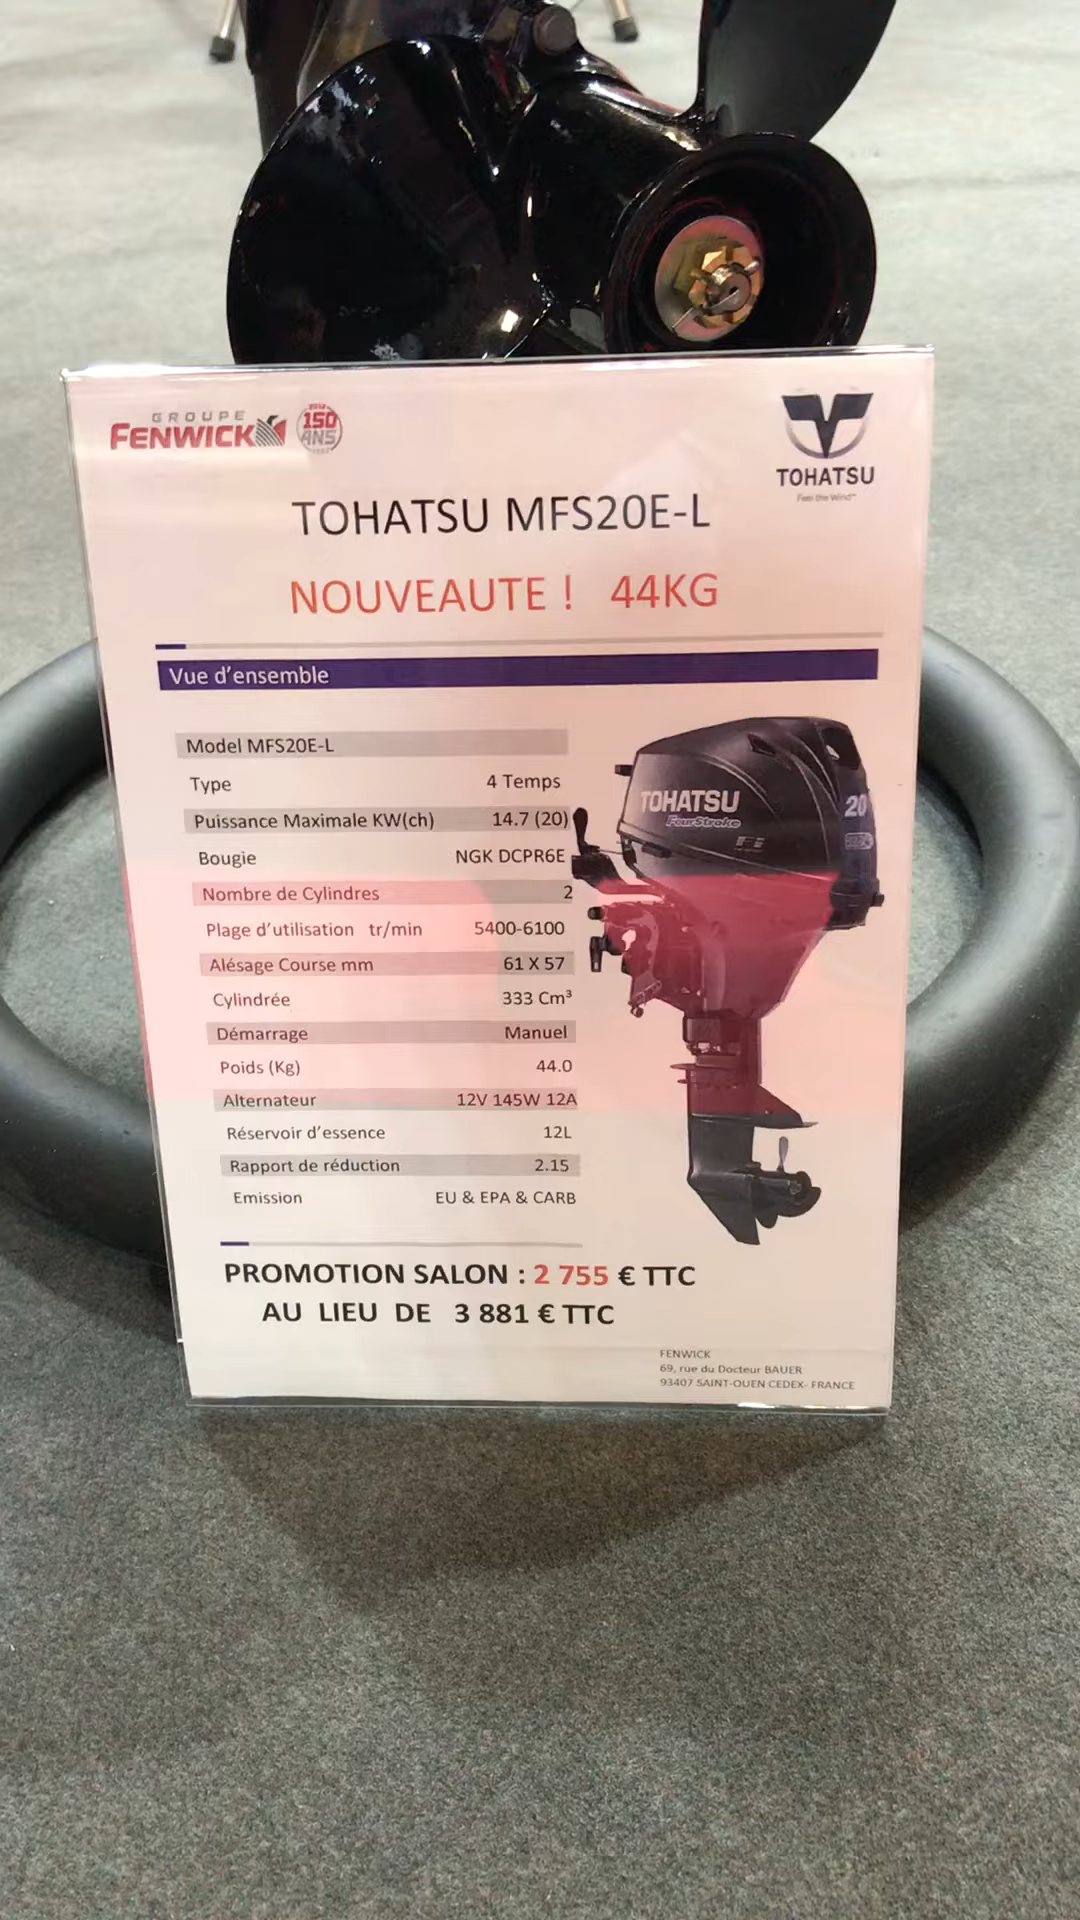 GROUPE
FENWICK
150
ANS
TOHATSU
Feel the Wind™
TOHATSU MFS20E-L
NOUVEAUTE ! 44KG
Vue d'ensemble
Model MFS20E-L
Type 4 Temps
Puissance Maximale KW(ch) 14.7 (20)
Bougie NGK DCPR6E
Nombre de Cylindres 2
Plage d'utilisation tr/min 5400-6100
Alésage Course mm 61 X 57
Cylindrée 333 Cm³
Démarrage Manuel
Poids (Kg) 44.0
Alternateur 12V 145W 12A
Réservoir d'essence 12L
Rapport de réduction 2.15
Emission EU & EPA & CARB
TOHATSU
FourStroke
20
PROMOTION SALON : 2 755 € TTC
AU LIEU DE 3 881 € TTC
FENWICK
69, rue du Docteur BAUER
93407 SAINT-OUEN CEDEX- FRANCE